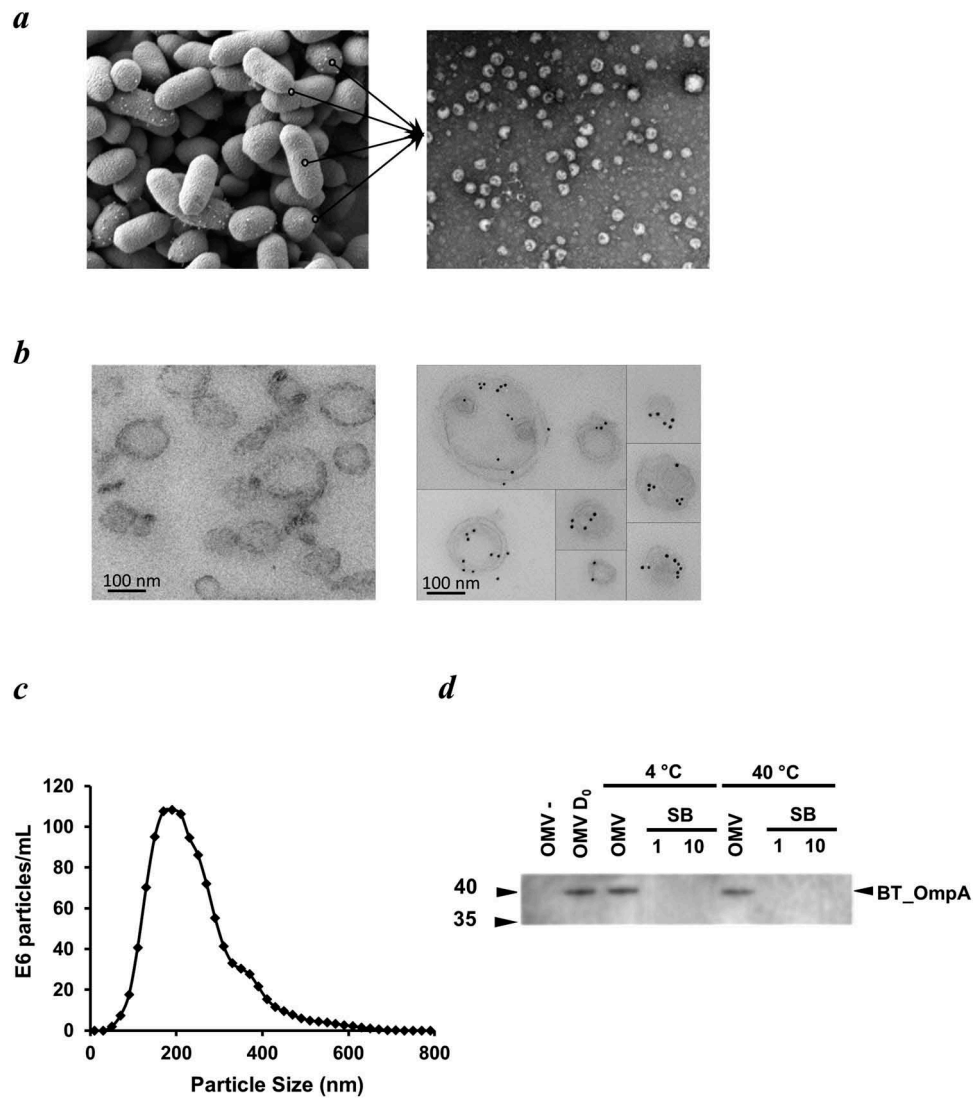 a
b
100 nm
100 nm
c
d
E6 particles/mL
120
100
80
60
40
20
0
0 200 400 600 800
Particle Size (nm)
4 °C 40 °C
OMV - OMV D0 OMV SB OMV SB
1 10 1 10
40 BT_OmpA
35